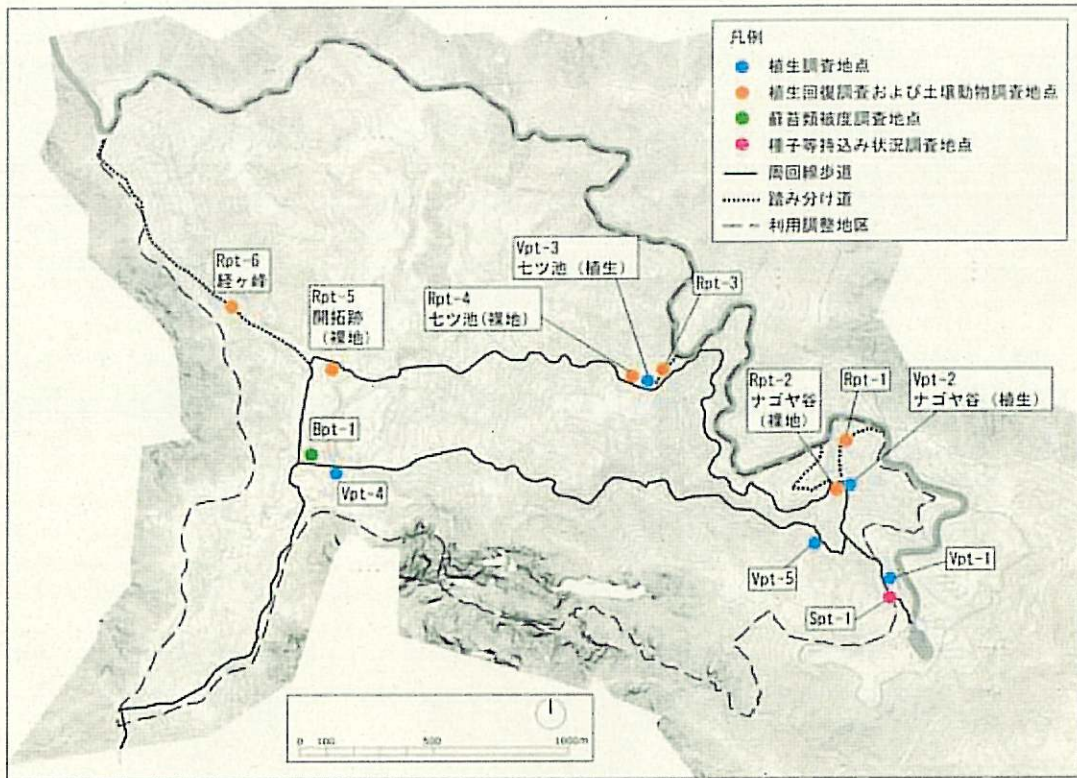 凡例
植生調査地点
植生回復調査および土壌動物調査地点
蘚苔類被度調査地点
種子等持込み状況調査地点
周回線歩道
踏み分け道
利用調整地区
Rpt-6
経ヶ峰
Rpt-5
開拓跡
(裸地)
Rpt-4
七ツ池(裸地)
Vpt-3
七ツ池 (植生)
Rpt-3
Rpt-2
ナゴヤ谷
(裸地)
Rpt-1
Vpt-2
ナゴヤ谷 (植生)
Bpt-1
Vpt-4
Vpt-5
Vpt-1
Spt-1
0 100 500 1000m